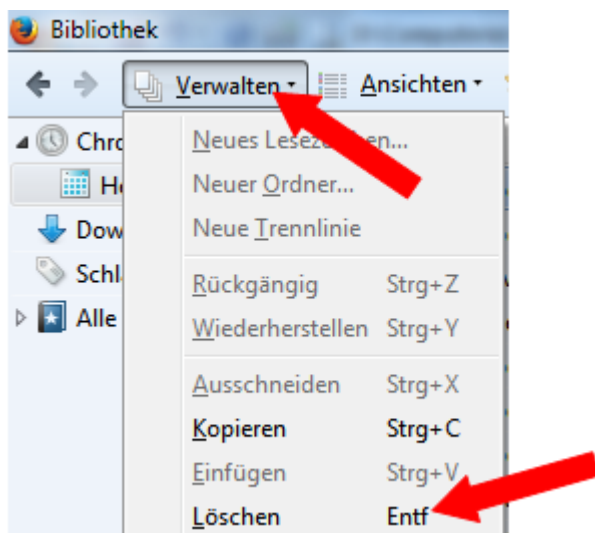 Bibliothek
Verwalten Ansichten
Chro
Neues Lesezeichen...
He
Neuer Ordner...
Dow
Neue Trennlinie
Schl
Rückgängig Strg+Z
Alle
Wiederherstellen Strg+Y
Ausschneiden Strg+X
Kopieren Strg+C
Einfügen Strg+V
Löschen Entf